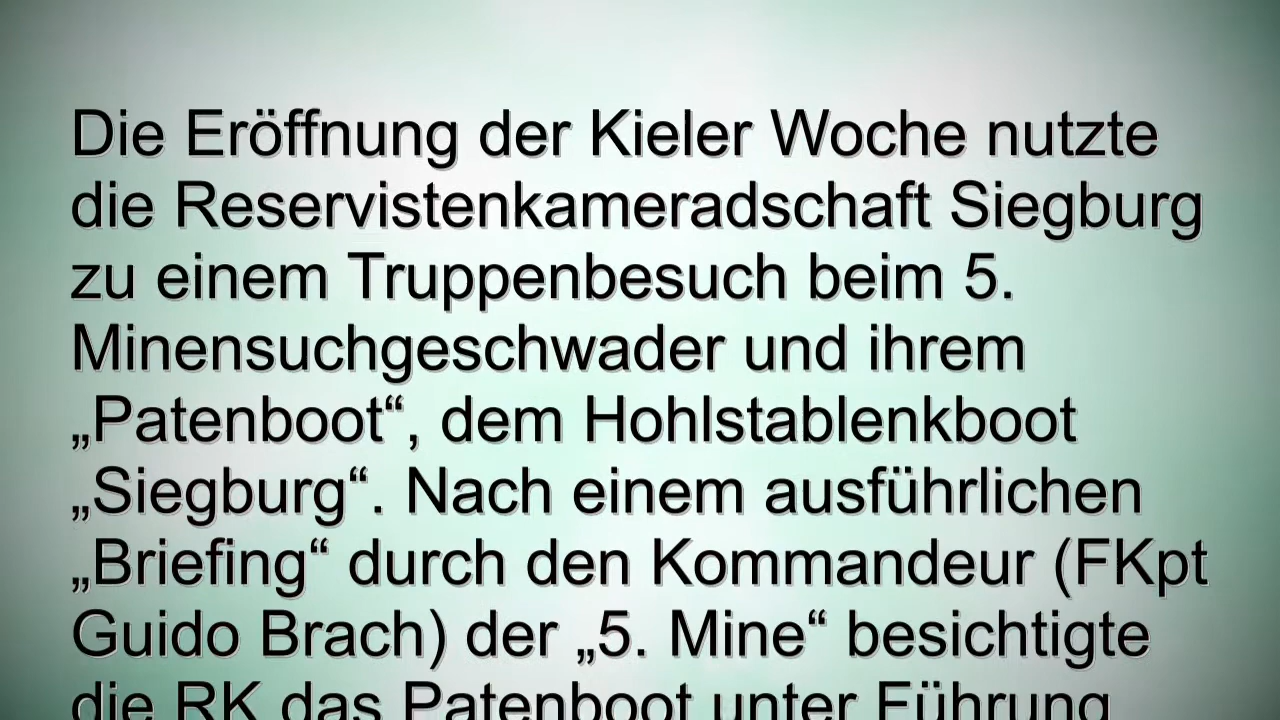 Die Eröffnung der Kieler Woche nutzte
die Reservistenkameradschaft Siegburg
zu einem Truppenbesuch beim 5.
Minensuchgeschwader und ihrem
„Patenboot“, dem Hohlstablenkboot
„Siegburg“. Nach einem ausführlichen
„Briefing“ durch den Kommandeur (FKpt
Guido Brach) der „5. Mine“ besichtigte
die RK das Patenboot unter Führung